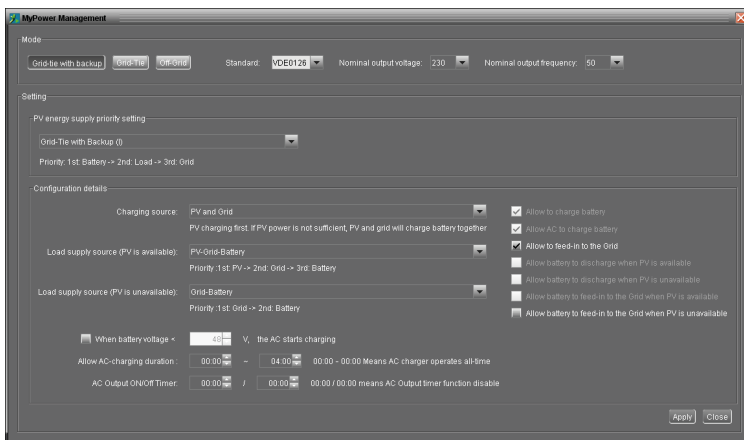 MyPower Management
Mode
Grid-tie with backup Grid-Tie Off-Grid Standard: VDE0126 Nominal output voltage: 230 Nominal output frequency: 50
Setting
PV energy supply priority setting
Grid-Tie with Backup (I)
Priority: 1st: Battery -> 2nd: Load -> 3rd: Grid
Configuration details
Charging source: PV and Grid
PV charging first. If PV power is not sufficient, PV and grid will charge battery together
Load supply source (PV is available): PV-Grid-Battery
Priority :1st: PV -> 2nd: Grid -> 3rd: Battery
Load supply source (PV is unavailable): Grid-Battery
Priority :1st: Grid -> 2nd: Battery
Allow to charge battery
Allow AC to charge battery
Allow to feed-in to the Grid
Allow battery to discharge when PV is available
Allow battery to discharge when PV is unavailable
Allow battery to feed-in to the Grid when PV is available
Allow battery to feed-in to the Grid when PV is unavailable
When battery voltage < 48 V, the AC starts charging
Allow AC-charging duration : 00:00 – 04:00 00:00 - 00:00 Means AC charger operates all-time
AC Output ON/Off Timer: 00:00 / 00:00 00:00 / 00:00 means AC Output timer function disable
Apply Close